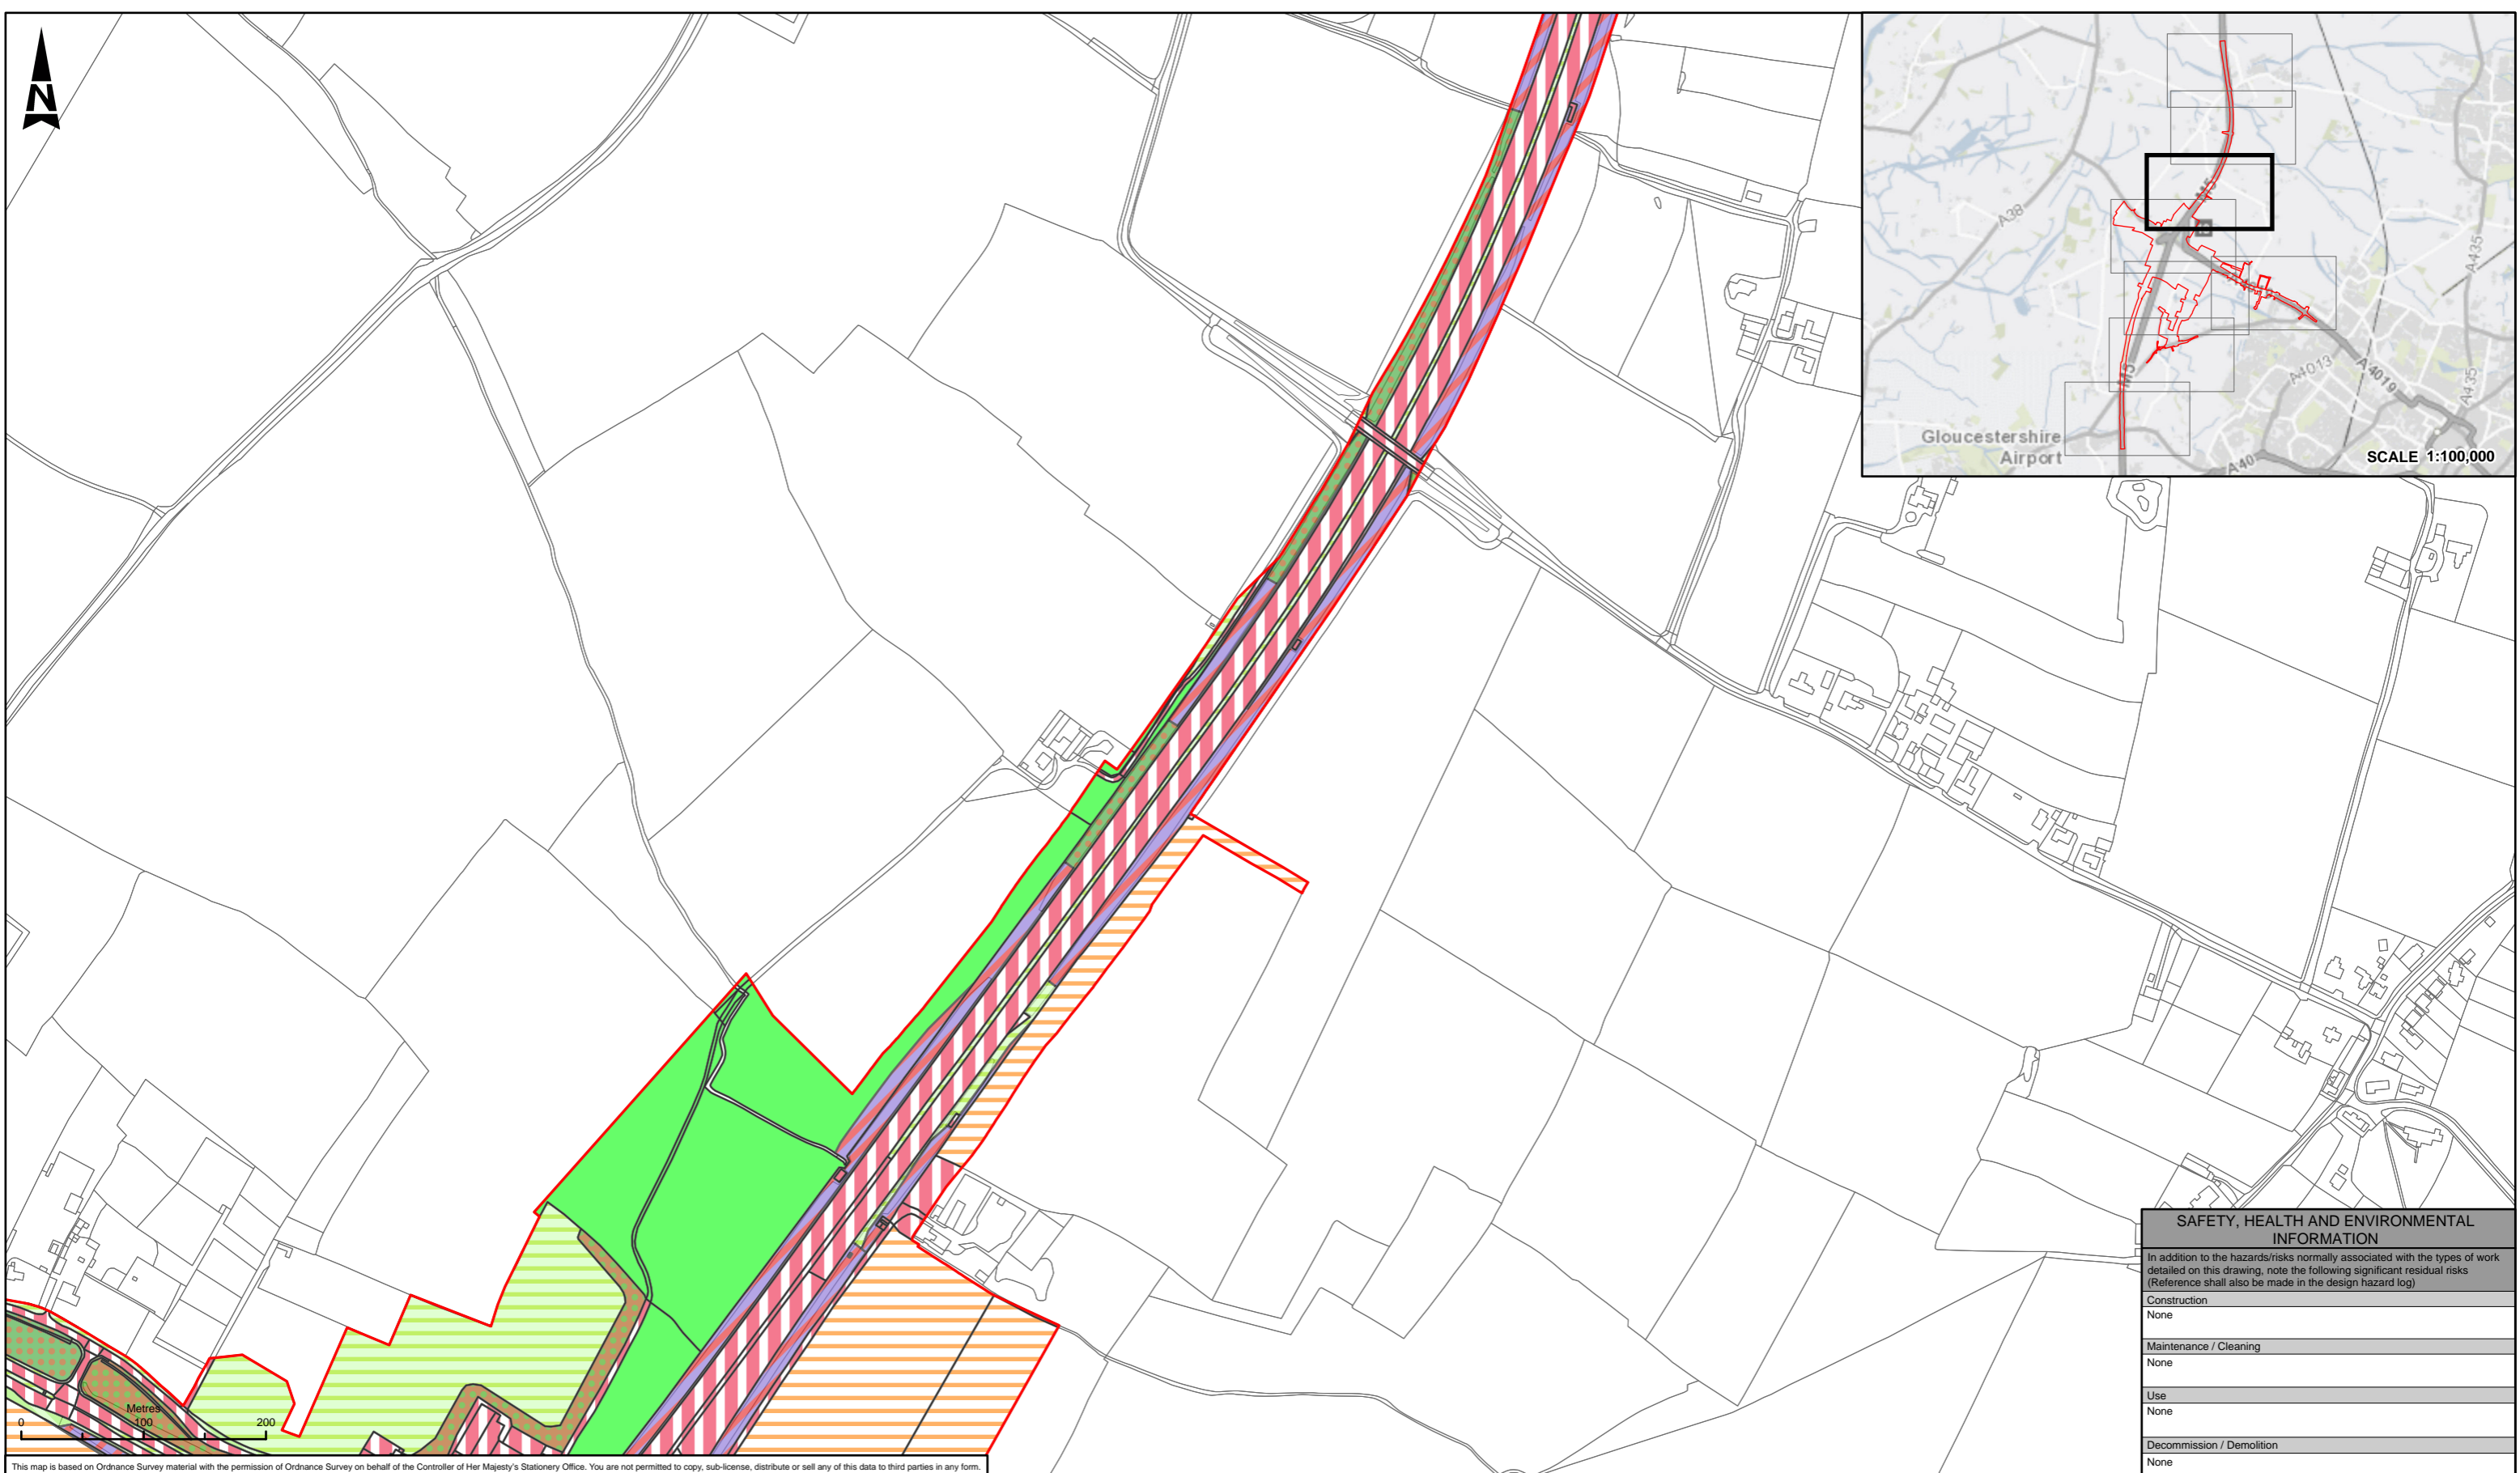 N
A38
M5
A435
A4013
A4019
A435
M5
Gloucestershire
Airport
A40
SCALE 1:100,000
SAFETY, HEALTH AND ENVIRONMENTAL
INFORMATION
In addition to the hazards/risks normally associated with the types of work
detailed on this drawing, note the following significant residual risks
(Reference shall also be made in the design hazard log)
Construction
None
Maintenance / Cleaning
None
Use
None
Decommission / Demolition
None
Metres
0 100 200
This map is based on Ordnance Survey material with the permission of Ordnance Survey on behalf of the Controller of Her Majesty's Stationery Office. You are not permitted to copy, sub-license, distribute or sell any of this data to third parties in any form.